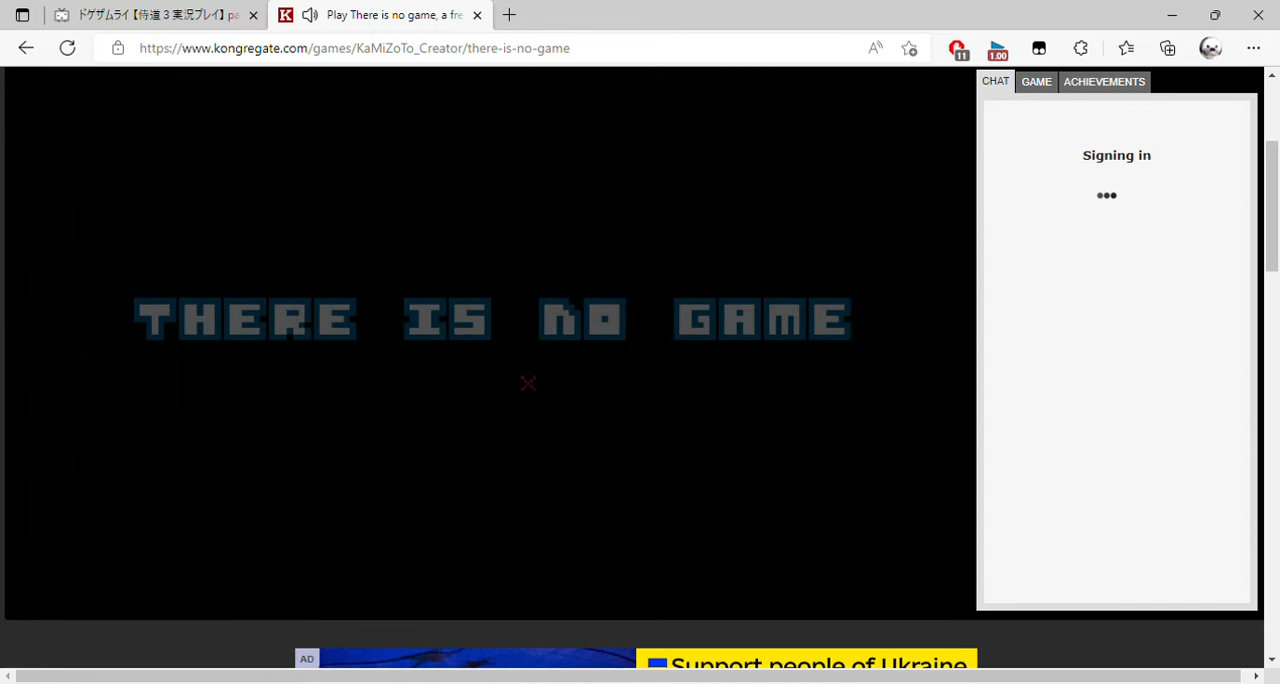 ドゲザムライ【侍道３実況プレイ】pa
Play There is no game, a fre
https://www.kongregate.com/games/KaMiZoTo_Creator/there-is-no-game
11
1.00
CHAT GAME ACHIEVEMENTS
Signing in
THERE IS NO GAME
AD
Support people of Ukraine